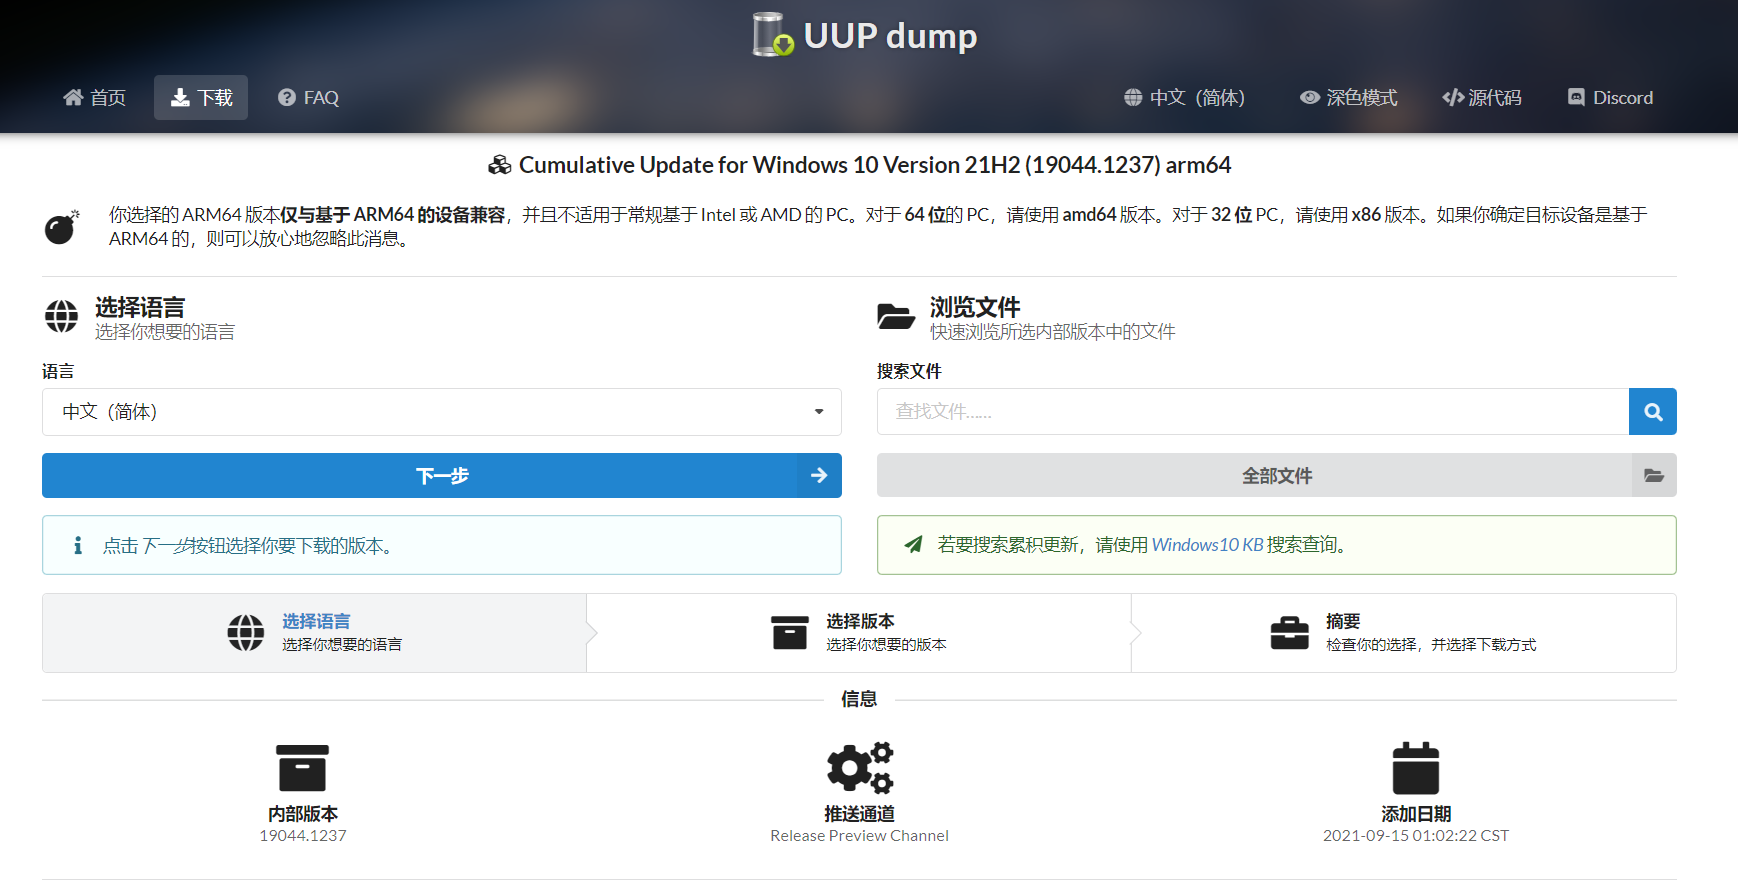 UUP dump
首页 下载 FAQ 中文（简体） 深色模式 源代码 Discord
Cumulative Update for Windows 10 Version 21H2 (19044.1237) arm64
你选择的 ARM64 版本仅与基于 ARM64 的设备兼容，并且不适用于常规基于 Intel 或 AMD 的 PC。对于 64 位的 PC，请使用 amd64 版本。对于 32 位 PC，请使用 x86 版本。如果你确定目标设备是基于
ARM64 的，则可以放心地忽略此消息。
选择语言
选择你想要的语言
语言
中文（简体）
下一步
点击 下一步按钮选择你要下载的版本。
浏览文件
快速浏览所选内部版本中的文件
搜索文件
查找文件……
全部文件
若要搜索累积更新，请使用 Windows10 KB 搜索查询。
选择语言
选择你想要的语言
选择版本
选择你想要的版本
摘要
检查你的选择，并选择下载方式
信息
内部版本
19044.1237
推送通道
Release Preview Channel
添加日期
2021-09-15 01:02:22 CST